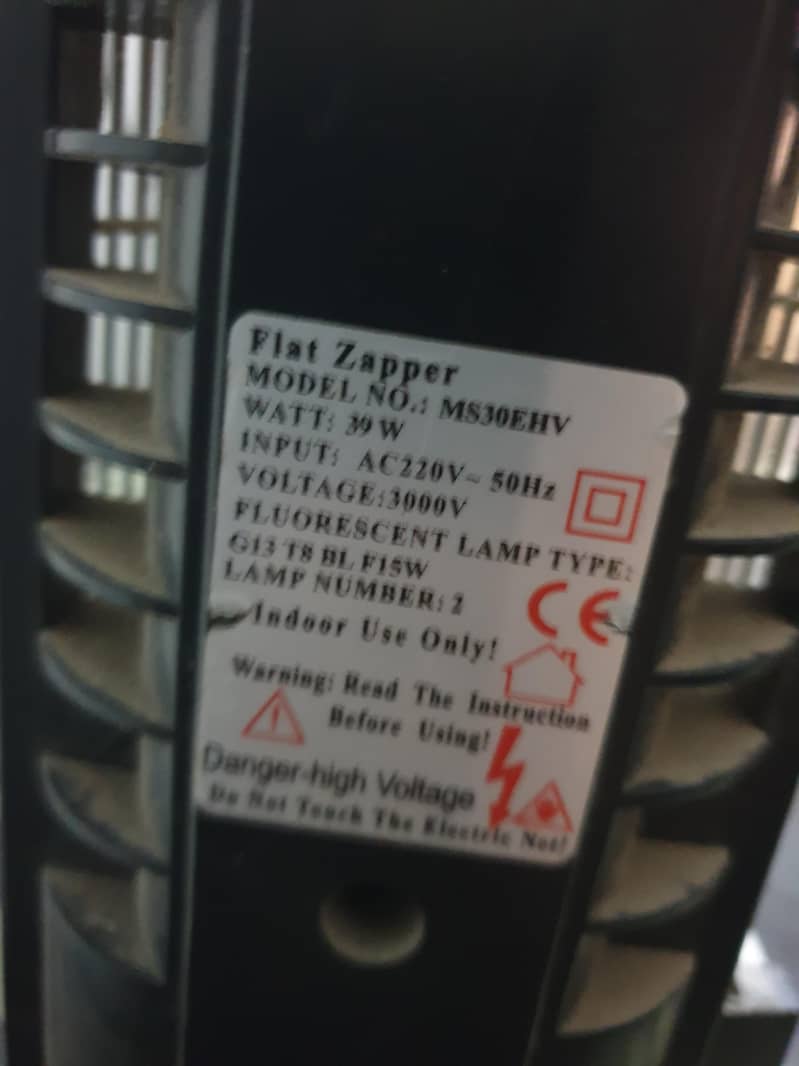 Flat Zapper
MODEL NO.: MS30EHV
WATT: 39 W
INPUT: AC220V~ 50Hz
VOLTAGE:3000V
FLUORESCENT LAMP TYPE:
G13 T8 BL F15W
LAMP NUMBER: 2
CE
Indoor Use Only!
Warning: Read The Instruction
Before Using!
Danger-high Voltage
Do Not Touch The Electric Net!